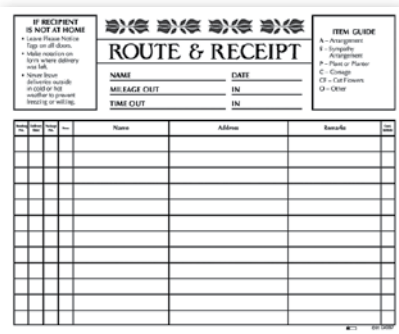 IF RECIPIENT
IS NOT AT HOME
• Leave Please Notice
Tags on all doors.
• Make notation on
form where delivery
was left.
• Never leave
deliveries outside
in cold or hot
weather to prevent
freezing or wilting.
ROUTE & RECEIPT
NAME DATE
MILEAGE OUT IN
TIME OUT IN
ITEM GUIDE
A – Arrangement
S – Sympathy
Arrangement
P – Plant or Planter
C – Corsage
CF – Cut Flowers
O – Other
Name Address Remarks